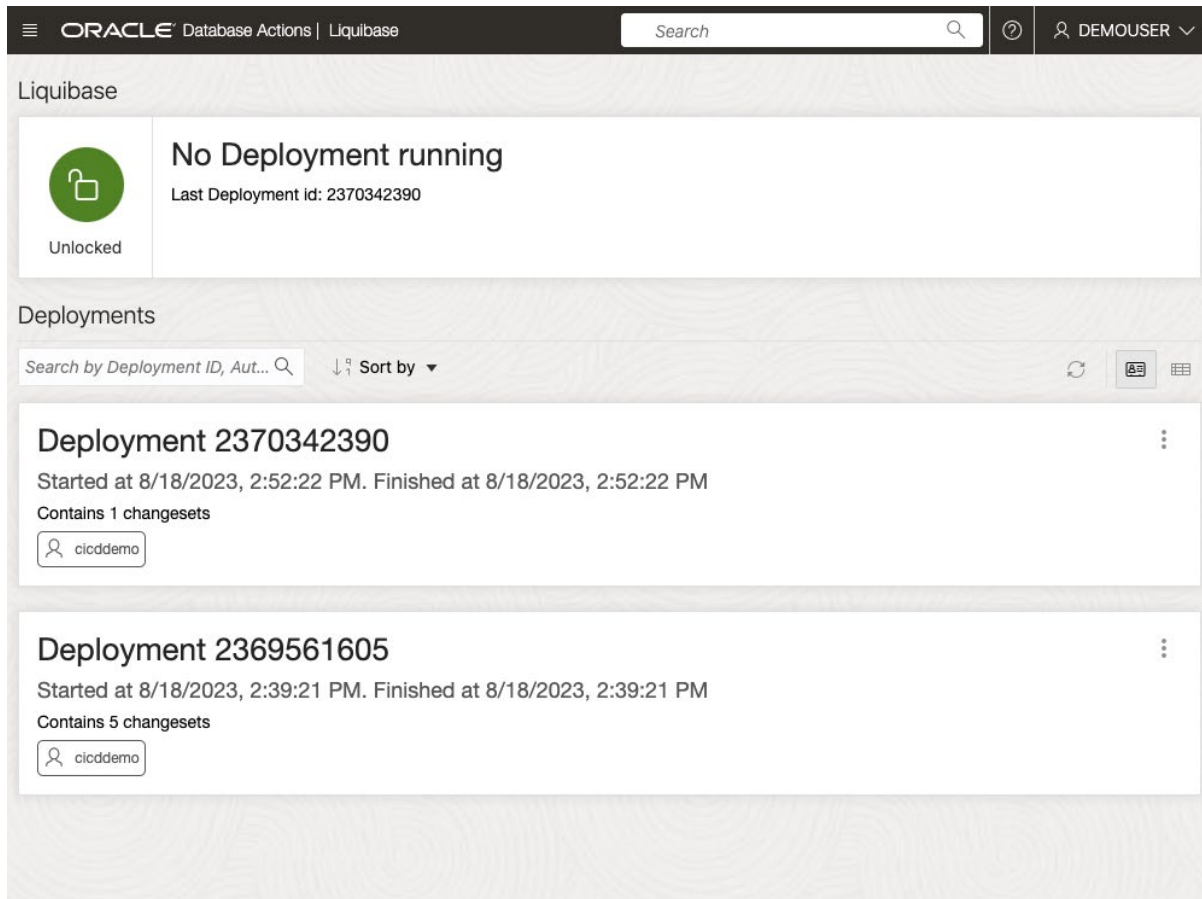 ORACLE Database Actions | Liquibase Search DEMOUSER
Liquibase
No Deployment running
Last Deployment id: 2370342390
Unlocked
Deployments
Search by Deployment ID, Aut... Sort by
Deployment 2370342390
Started at 8/18/2023, 2:52:22 PM. Finished at 8/18/2023, 2:52:22 PM
Contains 1 changesets
cicddemo
Deployment 2369561605
Started at 8/18/2023, 2:39:21 PM. Finished at 8/18/2023, 2:39:21 PM
Contains 5 changesets
cicddemo